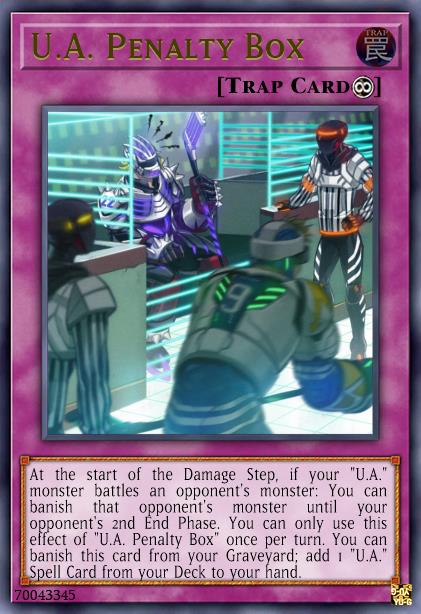 U.A. Penalty Box
TRAP
罠
[Trap Card]
9
At the start of the Damage Step, if your "U.A."
monster battles an opponent's monster: You can
banish that opponent's monster until your
opponent's 2nd End Phase. You can only use this
effect of "U.A. Penalty Box" once per turn. You can
banish this card from your Graveyard; add 1 "U.A."
Spell Card from your Deck to your hand.
70043345